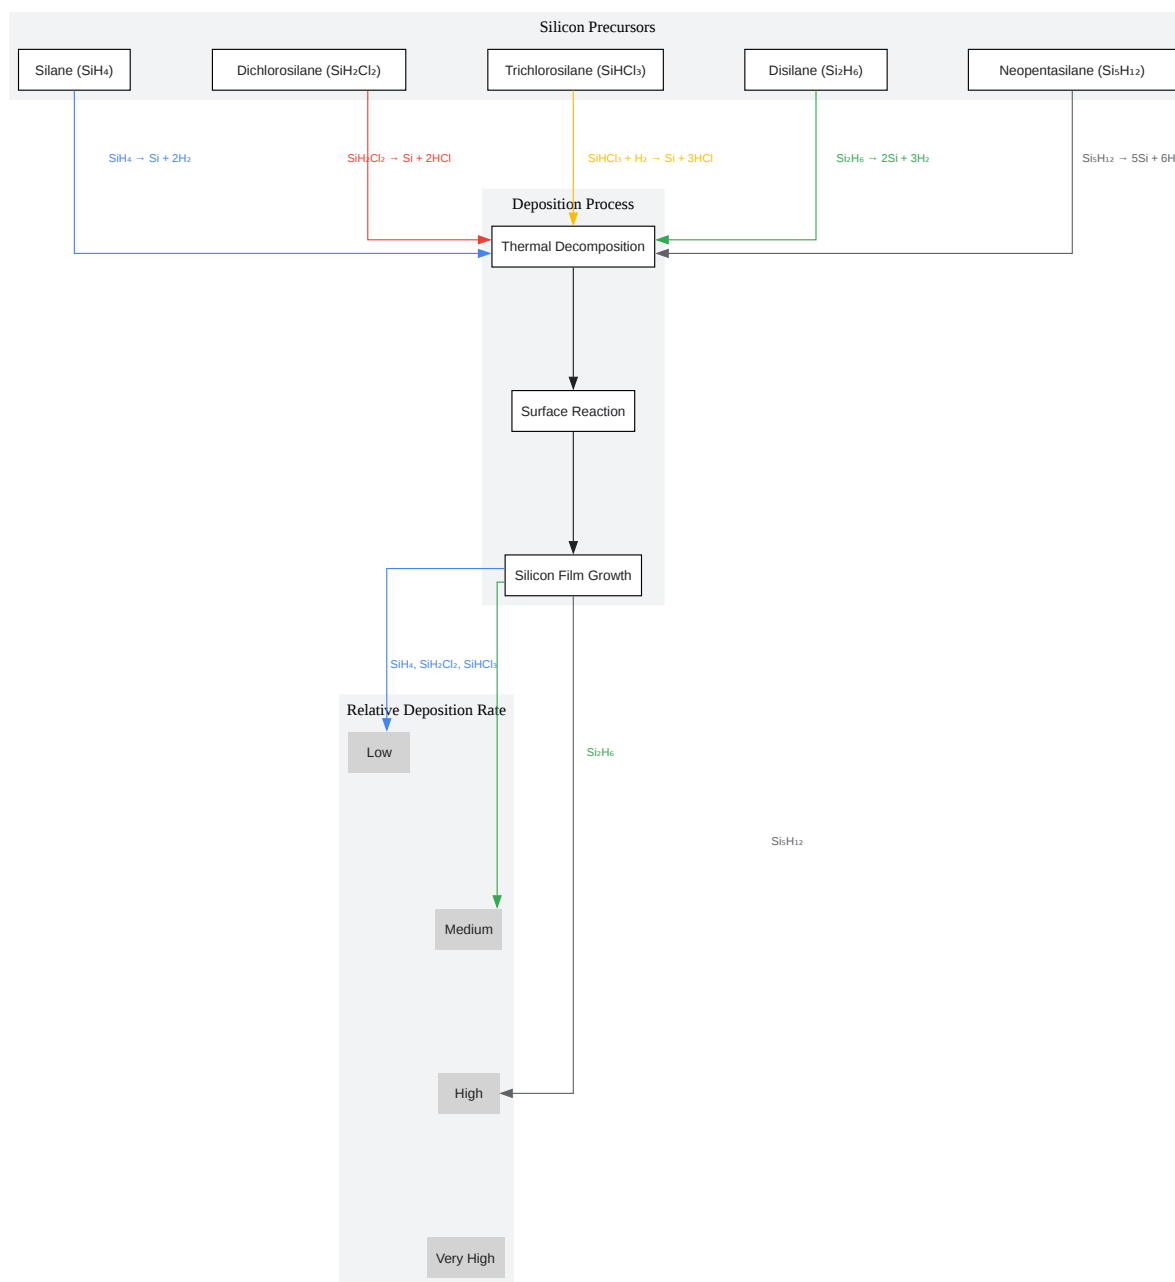 Silicon Precursors
Silane (SiH₄)
Dichlorosilane (SiH₂Cl₂)
Trichlorosilane (SiHCl₃)
Disilane (Si₂H₆)
Neopentasilane (Si₅H₁₂)
SiH₄ → Si + 2H₂
SiH₂Cl₂ → Si + 2HCl
SiHCl₃ + H₂ → Si + 3HCl
Si₂H₆ → 2Si + 3H₂
Si₅H₁₂ → 5Si + 6H
Deposition Process
Thermal Decomposition
Surface Reaction
Silicon Film Growth
SiH₄, SiH₂Cl₂, SiHCl₃
Relative Deposition Rate
Low
Si₂H₆
Si₅H₁₂
Medium
High
Very High